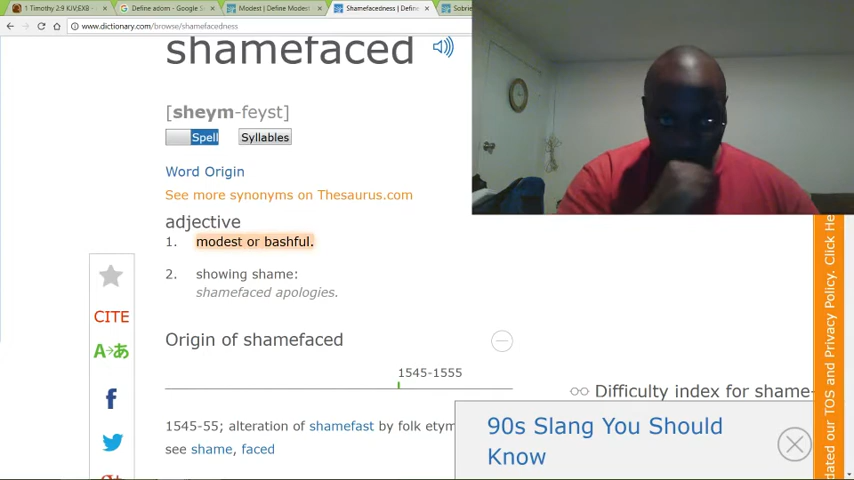 1 Timothy 2:9 KJV;EXB -
Define adorn - Google S
Modest | Define Modest
Shamefacedness | Defin
Sobrie
www.dictionary.com/browse/shamefacedness
shamefaced
[sheym-feyst]
Spell
Syllables
Word Origin
See more synonyms on Thesaurus.com
adjective
1. modest or bashful.
2. showing shame:
shamefaced apologies.
CITE
A→あ
Origin of shamefaced
1545-1555
Difficulty index for shame-
1545-55; alteration of shamefast by folk etym
see shame, faced
90s Slang You Should
Know
dated our TOS and Privacy Policy. Click He